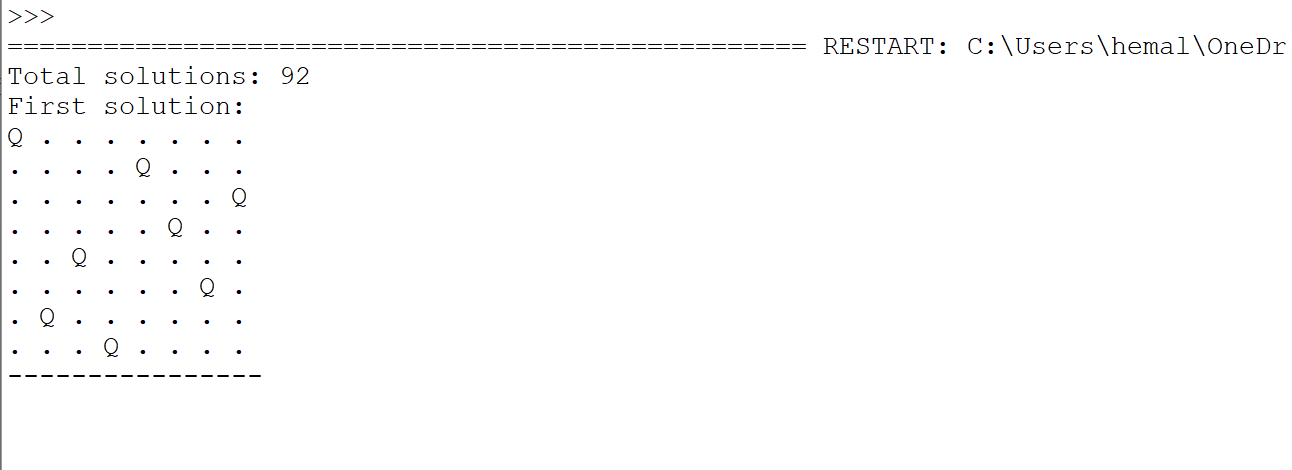 >>>
================================================== RESTART: C:\Users\hemal\OneDr
Total solutions: 92
First solution:
Q . . . . . . .
. . . . Q . . .
. . . . . . . Q
. . . . . Q . .
. . Q . . . . .
. . . . . . Q .
. Q . . . . . .
. . . Q . . . .
----------------